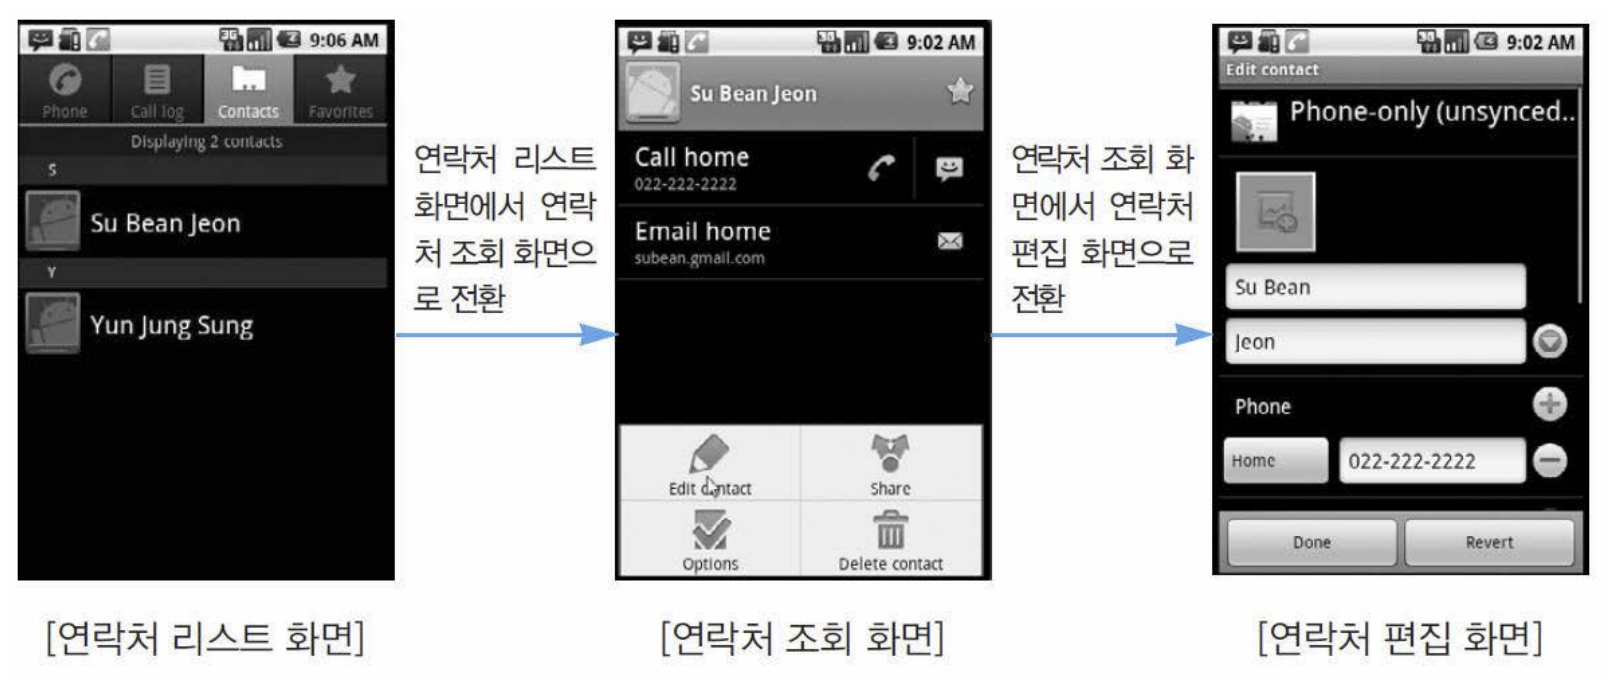 9:06 AM
Phone Call log Contacts Favorites
Displaying 2 contacts
S
Su Bean Jeon
Y
Yun Jung Sung
[연락처 리스트 화면]
연락처 리스트
화면에서 연락
처 조회 화면으
로 전환
9:02 AM
Su Bean Jeon
Call home
022-222-2222
Email home
subean.gmail.com
Edit contact Share
Options Delete contact
[연락처 조회 화면]
연락처 조회 화
면에서 연락처
편집 화면으로
전환
9:02 AM
Edit contact
Phone-only (unsynced..
Su Bean
Jeon
Phone
Home 022-222-2222
Done Revert
[연락처 편집 화면]